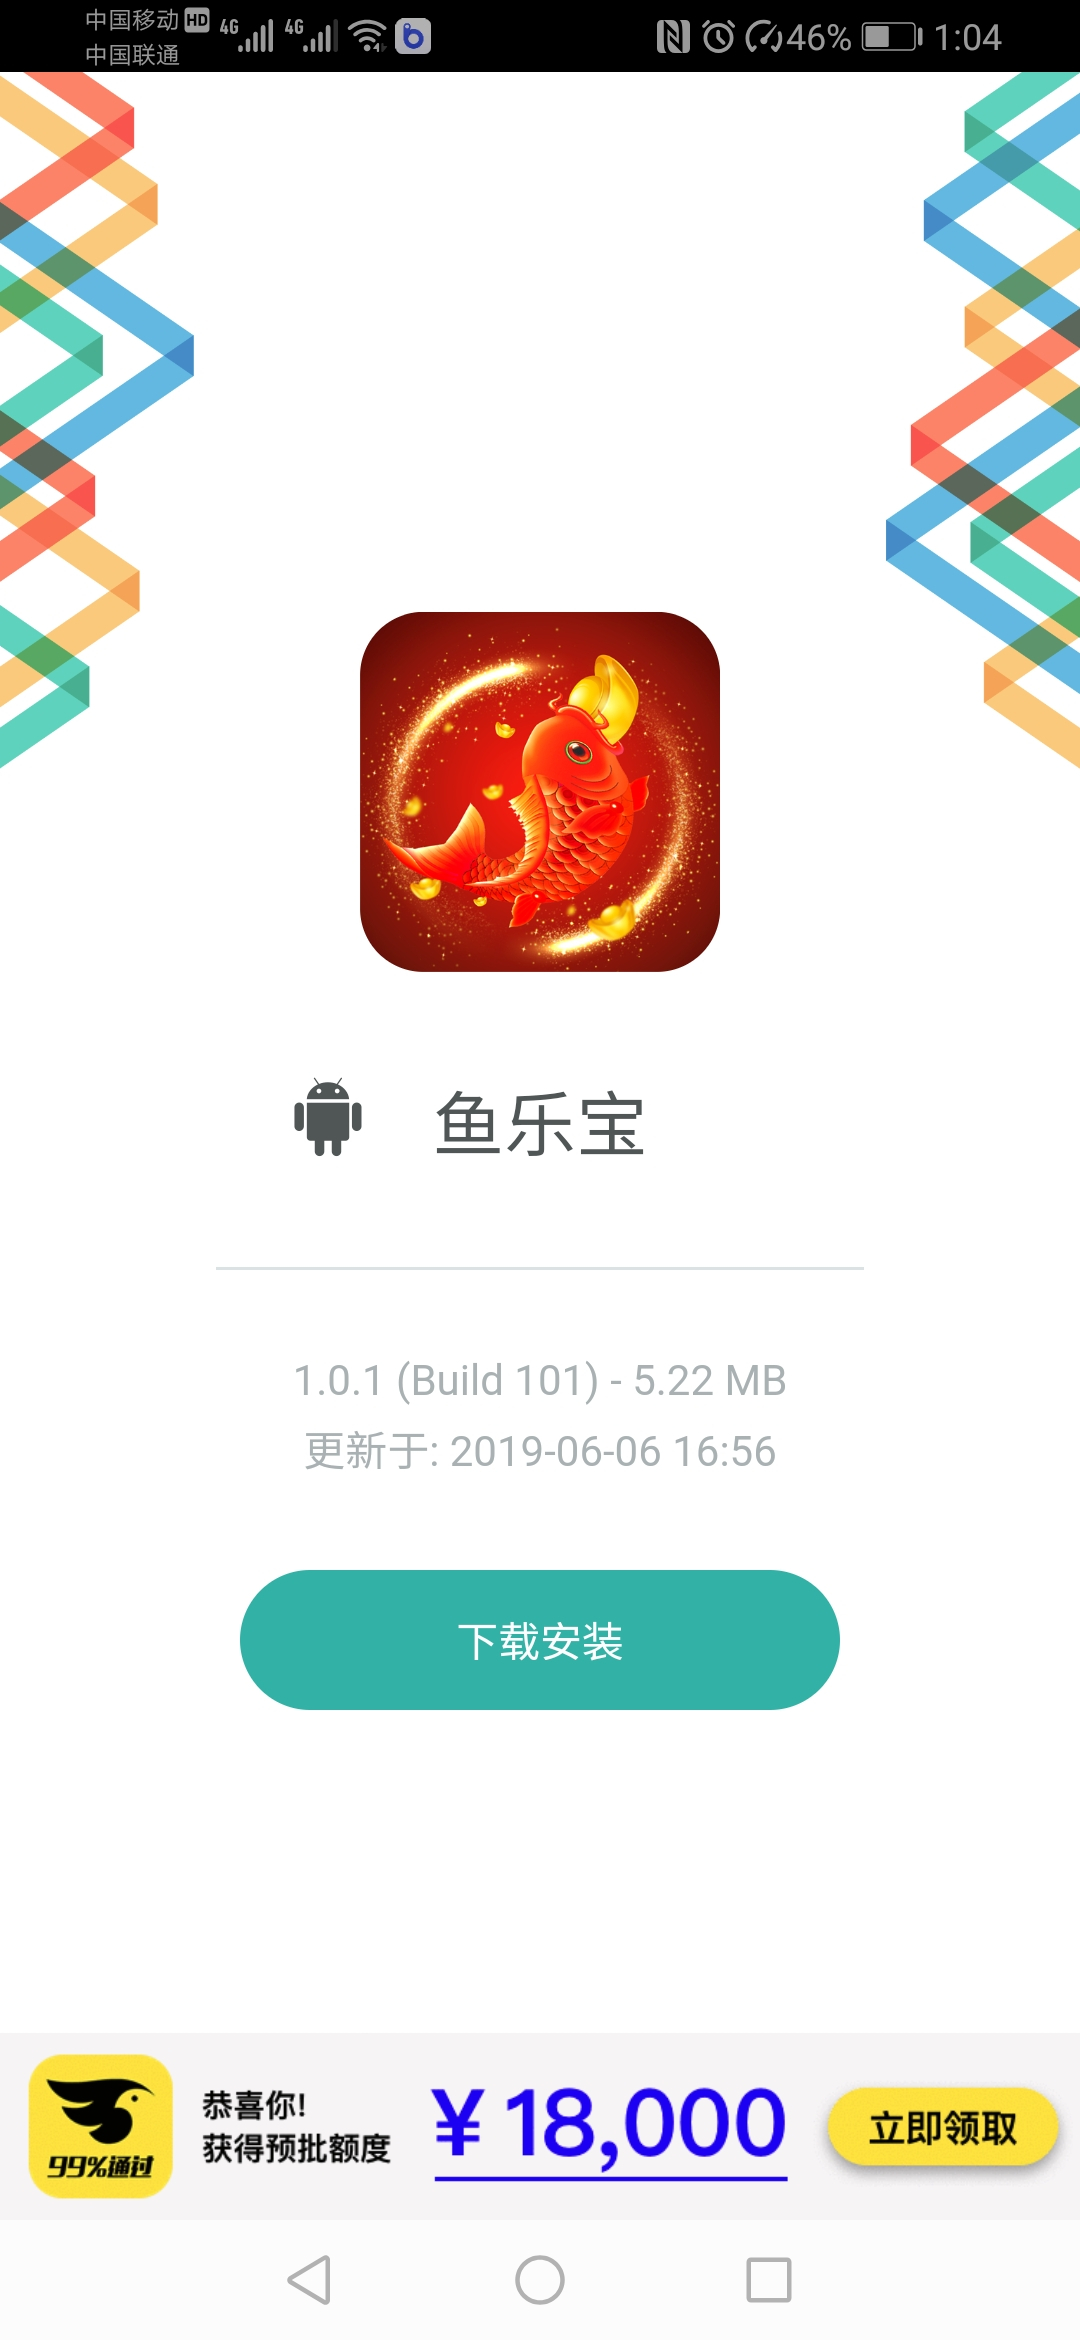 中国移动 HD 4G 4G 46% 1:04
中国联通
鱼乐宝
1.0.1 (Build 101) - 5.22 MB
更新于: 2019-06-06 16:56
下载安装
恭喜你!
获得预批额度
¥ 18,000
立即领取
99%通过